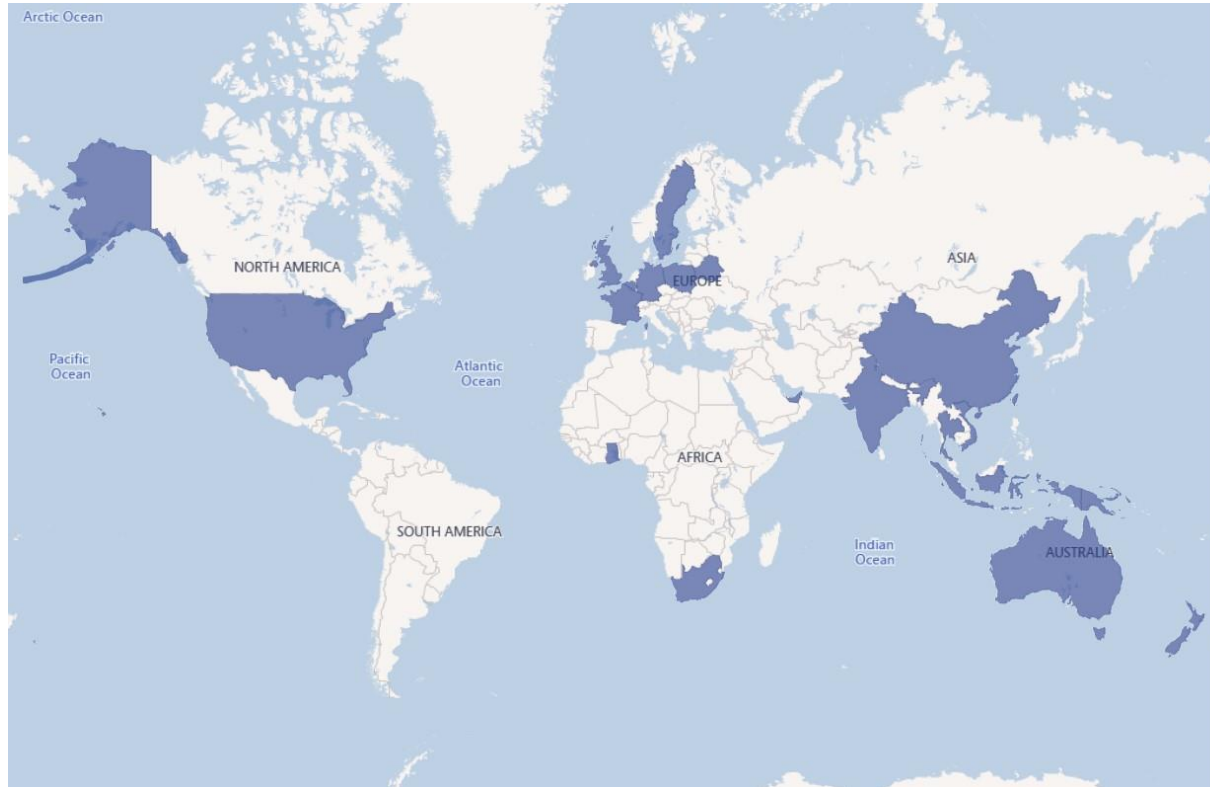 Arctic Ocean
NORTH AMERICA
ASIA
EUROPE
Pacific
Ocean
Atlantic
Ocean
AFRICA
SOUTH AMERICA
Indian
Ocean
AUSTRALIA